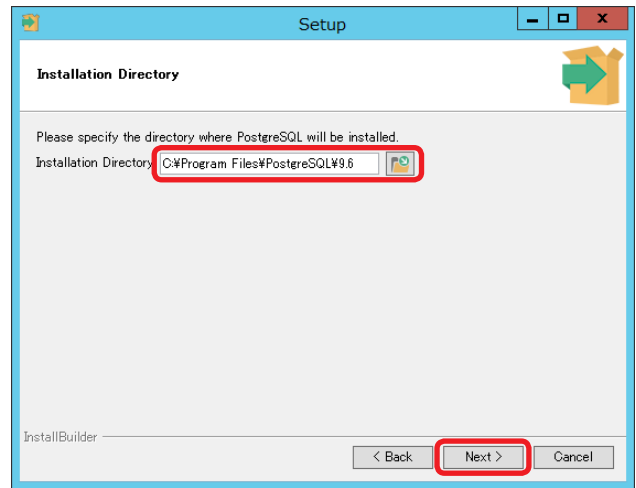 Setup
Installation Directory
Please specify the directory where PostgreSQL will be installed.
Installation Directory C:¥Program Files¥PostgreSQL¥9.6
InstallBuilder
< Back Next > Cancel